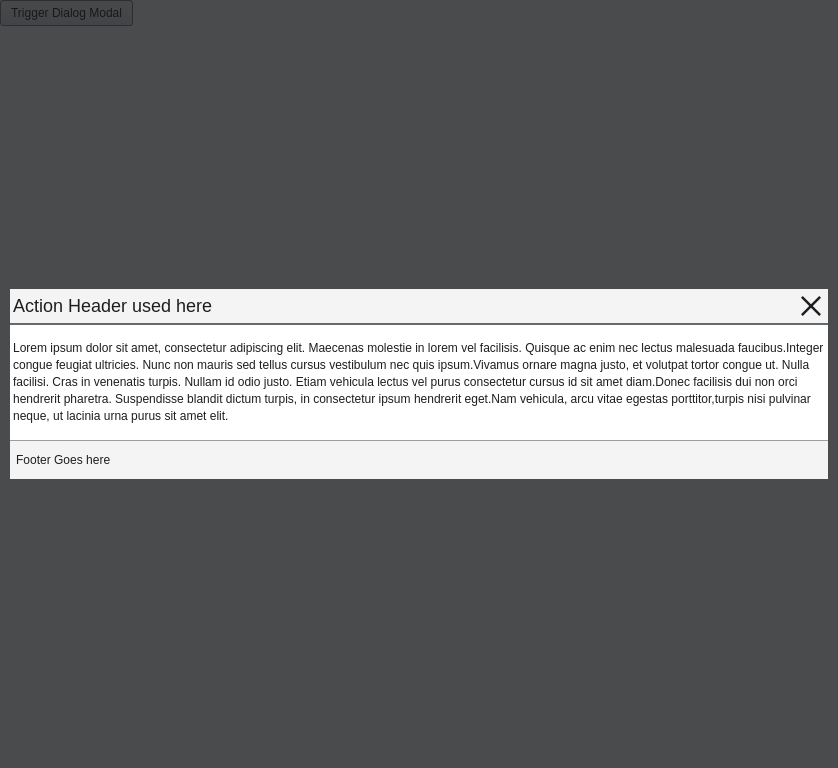 Trigger Dialog Modal
Action Header used here
Lorem ipsum dolor sit amet, consectetur adipiscing elit. Maecenas molestie in lorem vel facilisis. Quisque ac enim nec lectus malesuada faucibus.Integer
congue feugiat ultricies. Nunc non mauris sed tellus cursus vestibulum nec quis ipsum.Vivamus ornare magna justo, et volutpat tortor congue ut. Nulla
facilisi. Cras in venenatis turpis. Nullam id odio justo. Etiam vehicula lectus vel purus consectetur cursus id sit amet diam.Donec facilisis dui non orci
hendrerit pharetra. Suspendisse blandit dictum turpis, in consectetur ipsum hendrerit eget.Nam vehicula, arcu vitae egestas porttitor,turpis nisi pulvinar
neque, ut lacinia urna purus sit amet elit.
Footer Goes here